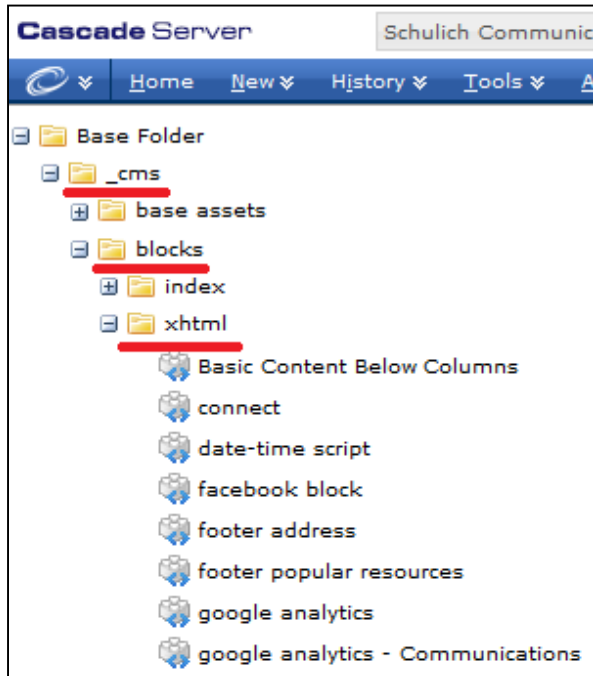 Cascade Server Schulich Communic
Home New History Tools A
Base Folder
_cms
base assets
blocks
index
xhtml
Basic Content Below Columns
connect
date-time script
facebook block
footer address
footer popular resources
google analytics
google analytics - Communications